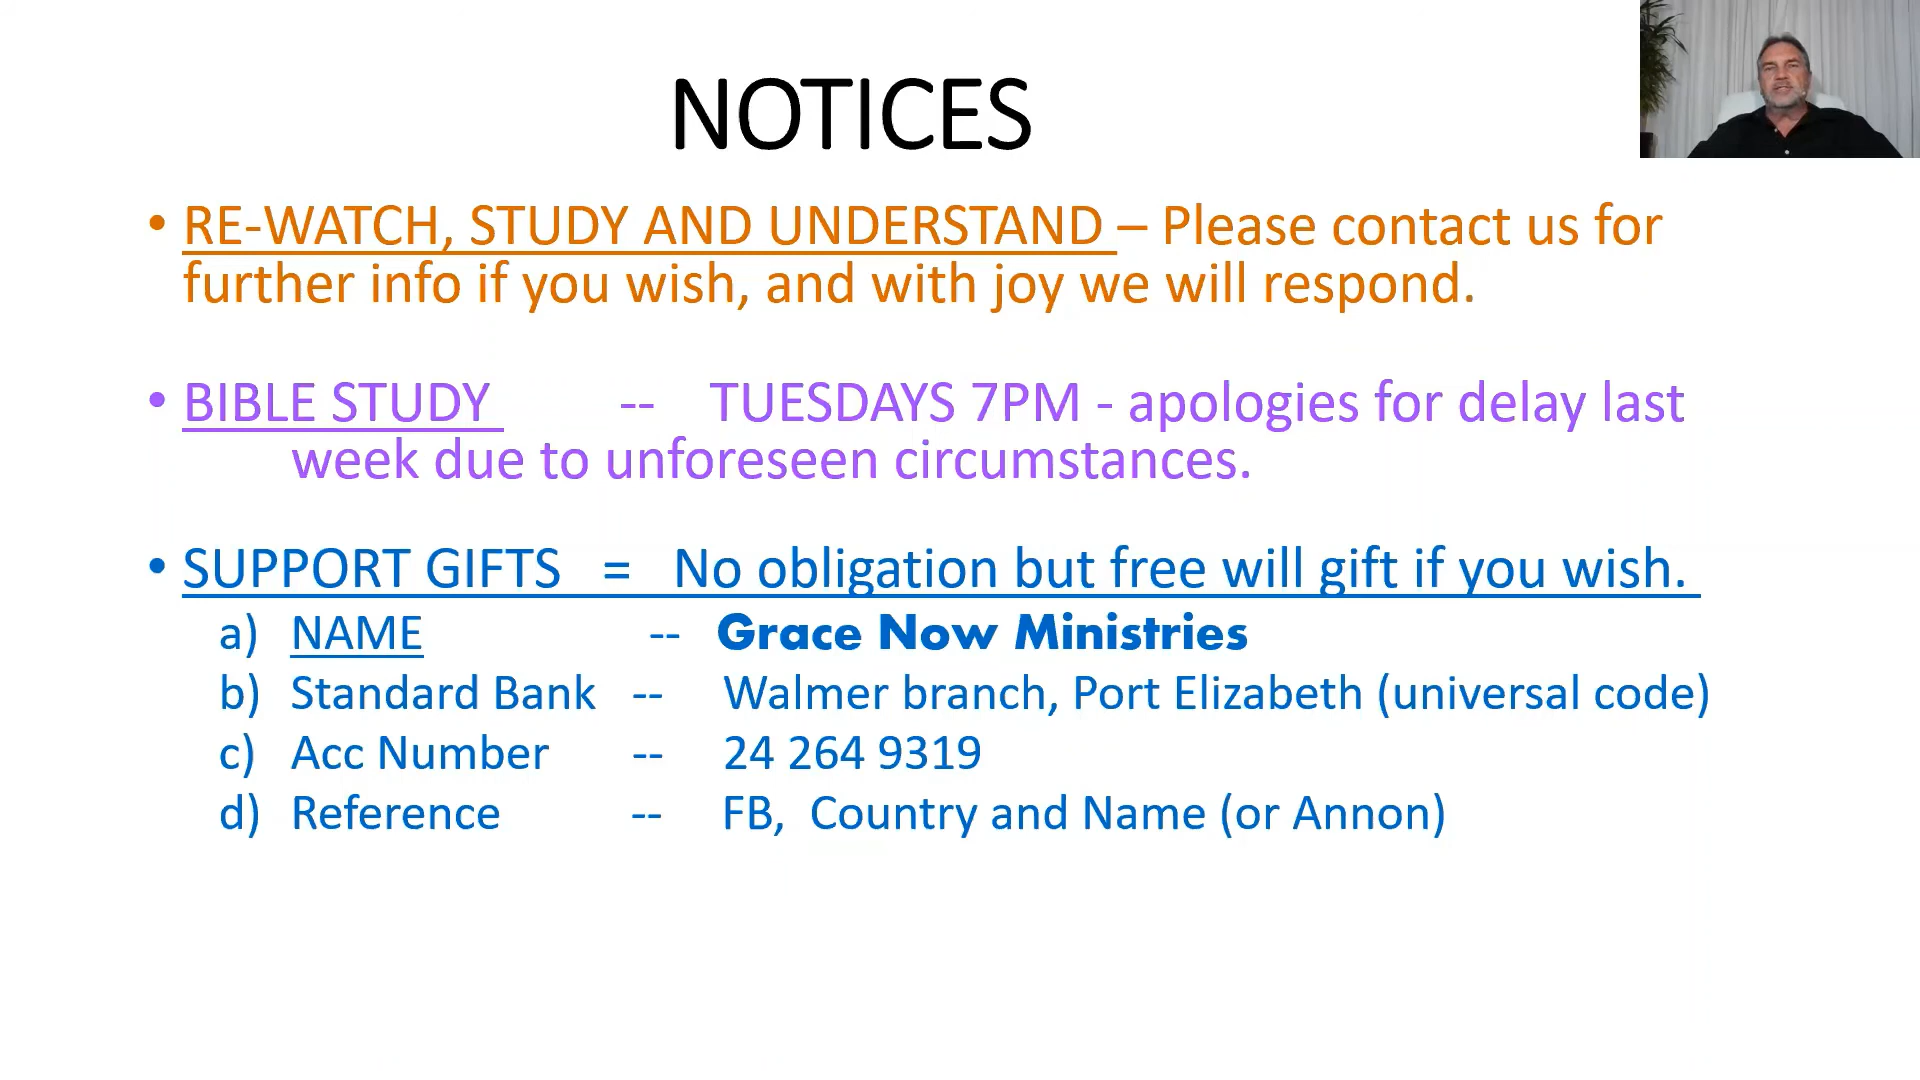 NOTICES
• RE-WATCH, STUDY AND UNDERSTAND – Please contact us for
further info if you wish, and with joy we will respond.
• BIBLE STUDY -- TUESDAYS 7PM - apologies for delay last
week due to unforeseen circumstances.
• SUPPORT GIFTS = No obligation but free will gift if you wish.
a) NAME -- Grace Now Ministries
b) Standard Bank -- Walmer branch, Port Elizabeth (universal code)
c) Acc Number -- 24 264 9319
d) Reference -- FB, Country and Name (or Annon)